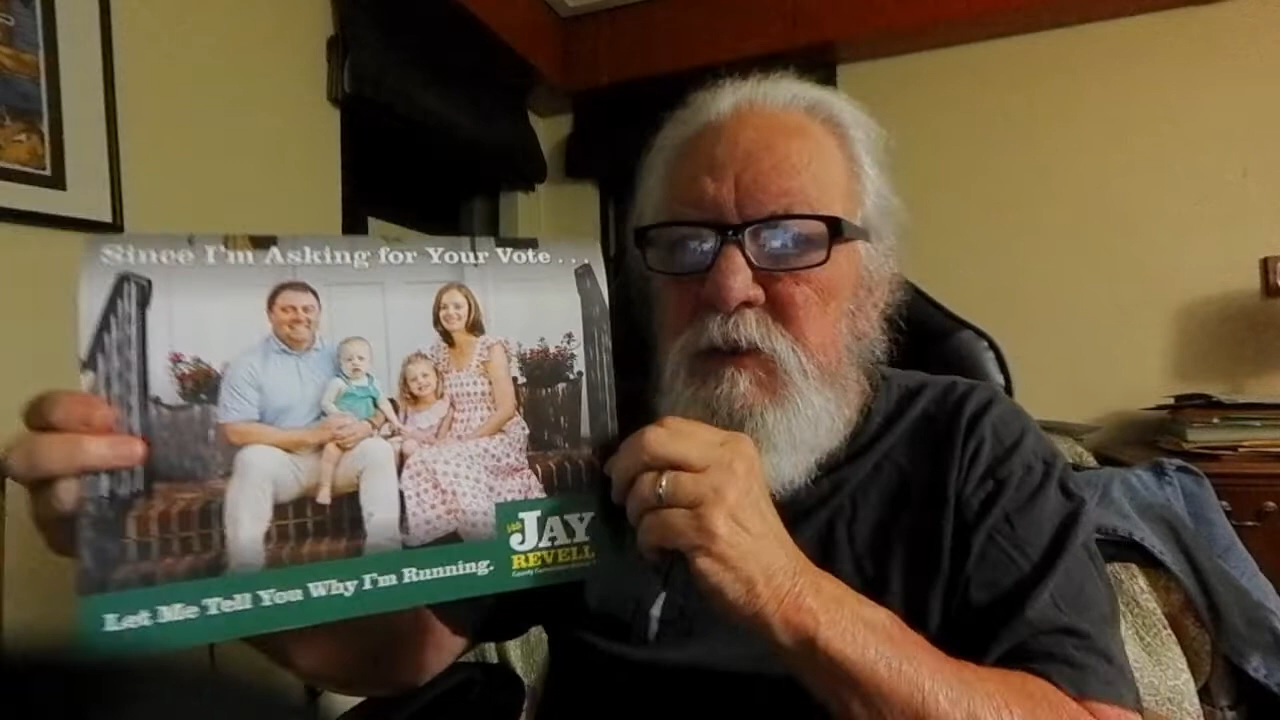 Since I'm Asking for Your Vote . . .
JAY
REVELL
Let Me Tell You Why I'm Running.